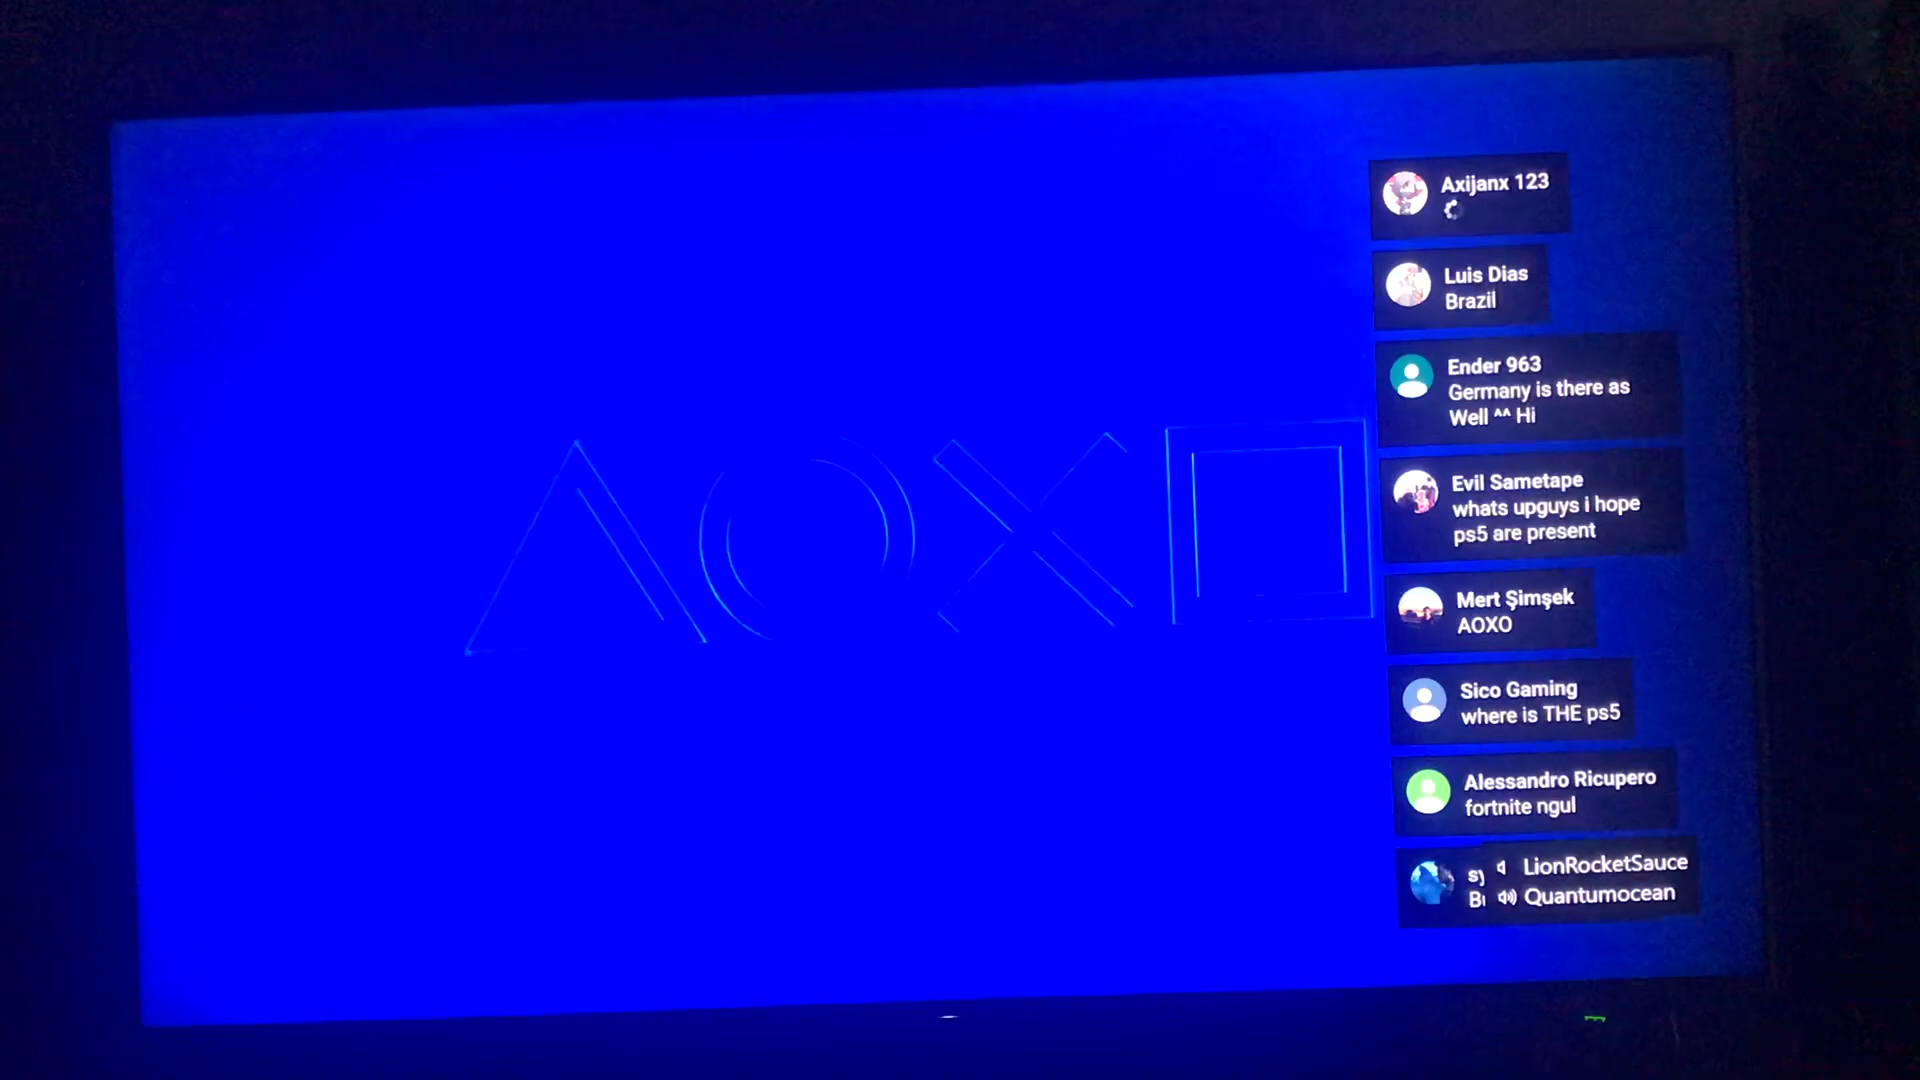 Axijanx 123
Luis Dias
Brazil
Ender 963
Germany is there as
Well ^^ Hi
Evil Sametape
whats upguys i hope
ps5 are present
Mert Şimşek
AOXO
Sico Gaming
where is THE ps5
Alessandro Ricupero
fortnite ngul
LionRocketSauce
Quantumocean